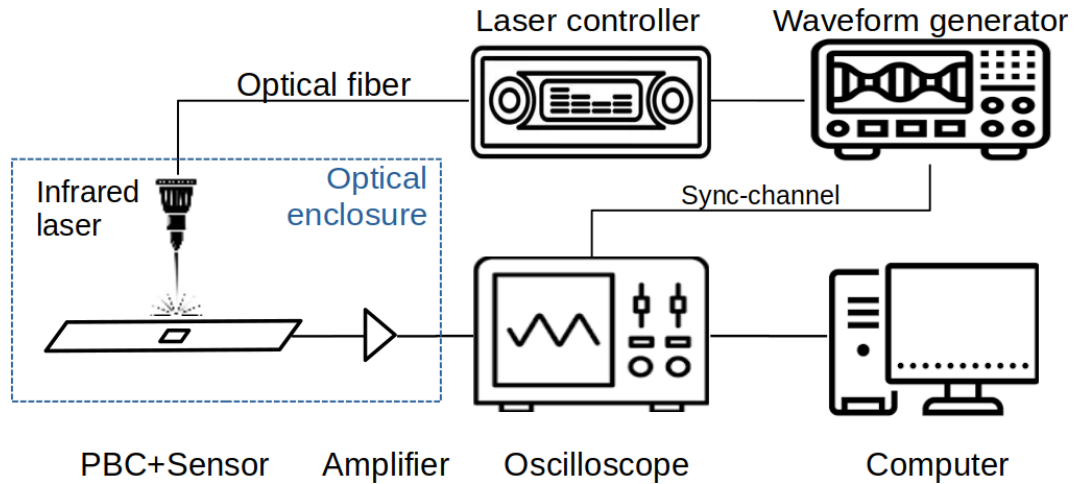 Laser controller
Waveform generator
Optical fiber
Infrared
laser
Optical
enclosure
Sync-channel
PBC+Sensor
Amplifier
Oscilloscope
Computer